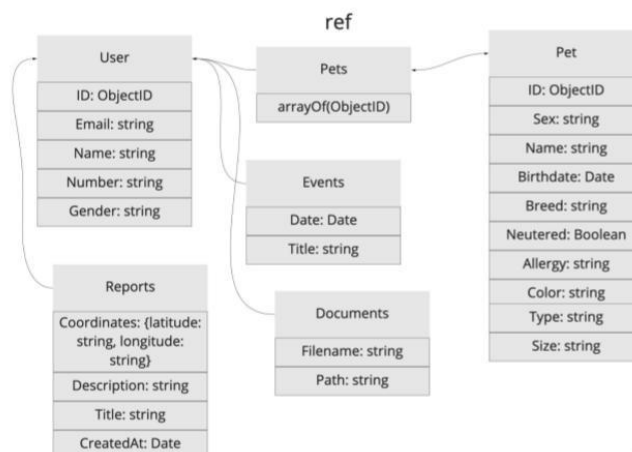 ref
User
ID: ObjectID
Email: string
Name: string
Number: string
Gender: string
Pets
arrayOf(ObjectID)
Pet
ID: ObjectID
Sex: string
Name: string
Birthdate: Date
Breed: string
Neutered: Boolean
Allergy: string
Color: string
Type: string
Size: string
Events
Date: Date
Title: string
Reports
Coordinates: {latitude:
string, longitude:
string}
Description: string
Title: string
CreatedAt: Date
Documents
Filename: string
Path: string